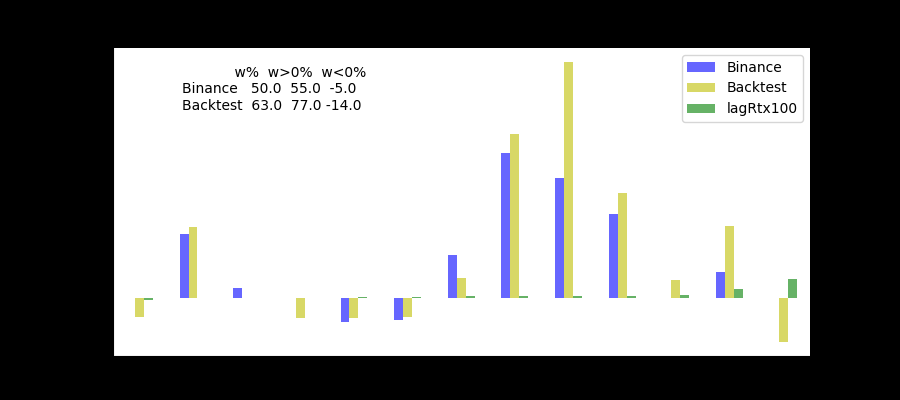 w%  w>0%  w<0%
Binance   50.0  55.0  -5.0
Backtest  63.0  77.0 -14.0
Binance
Backtest
lagRtx100